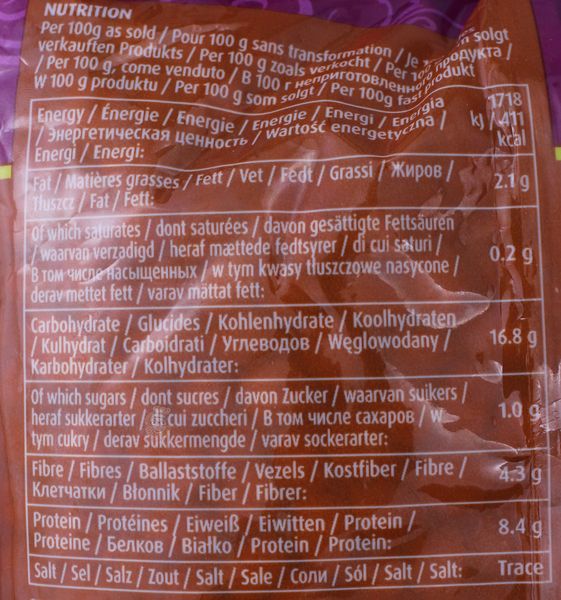 NUTRITION
Per 100g as sold / Pour 100 g sans transformation / Je solgt
verkauften Produkts / Per 100 g zoals verkocht / Per 100
/ Per 100 g, come venduto / В 100 г неприготовленного продукта /
W 100 g produktu / Per 100 g som solgt / Per 100g fast produkt
Energy / Énergie / Energie / Energie / Energi / Energia
/ Энергетическая ценность / Wartość energetyczna /
Energi / Energi:
1718
kJ / 411
kcal
Fat / Matières grasses / Fett / Vet / Fedt / Grassi / Жиров /
Tłuszcz / Fat / Fett:
2.1 g
Of which saturates / dont saturées / davon gesättigte Fettsäuren
/ waarvan verzadigd / heraf mættede fedtsyrer / di cui saturi /
В том числе насыщенных / w tym kwasy tłuszczowe nasycone /
derav mettet fett / varav mättat fett:
0.2 g
Carbohydrate / Glucides / Kohlenhydrate / Koolhydraten
/ Kulhydrat / Carboidrati / Углеводов / Węglowodany /
Karbohydrater / Kolhydrater:
16.8 g
Of which sugars / dont sucres / davon Zucker / waarvan suikers /
heraf sukkerarter / di cui zuccheri / В том числе сахаров / w
tym cukry / derav sukkermengde / varav sockerarter:
1.0 g
Fibre / Fibres / Ballaststoffe / Vezels / Kostfiber / Fibre /
Клетчатки / Błonnik / Fiber / Fibrer:
4.3 g
Protein / Protéines / Eiweiß / Eiwitten / Protein /
Proteine / Белков / Białko / Protein / Protein:
8.4 g
Salt / Sel / Salz / Zout / Salt / Sale / Соли / Sól / Salt / Salt:
Trace